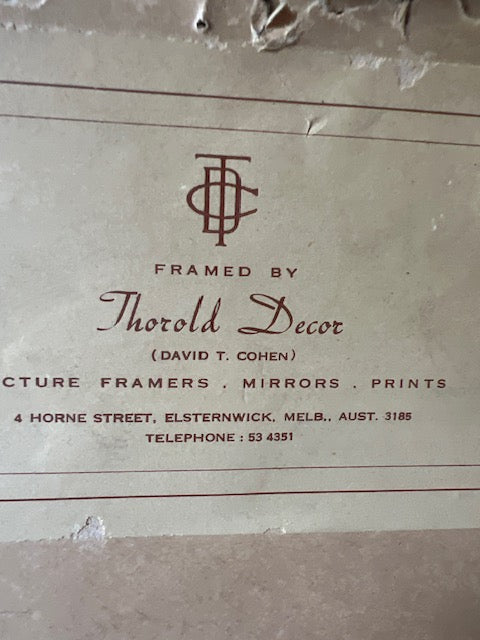 DTC
FRAMED BY
Thorold Decor
(DAVID T. COHEN)
CTURE FRAMERS . MIRRORS . PRINTS
4 HORNE STREET, ELSTERNWICK, MELB., AUST. 3185
TELEPHONE : 53 4351